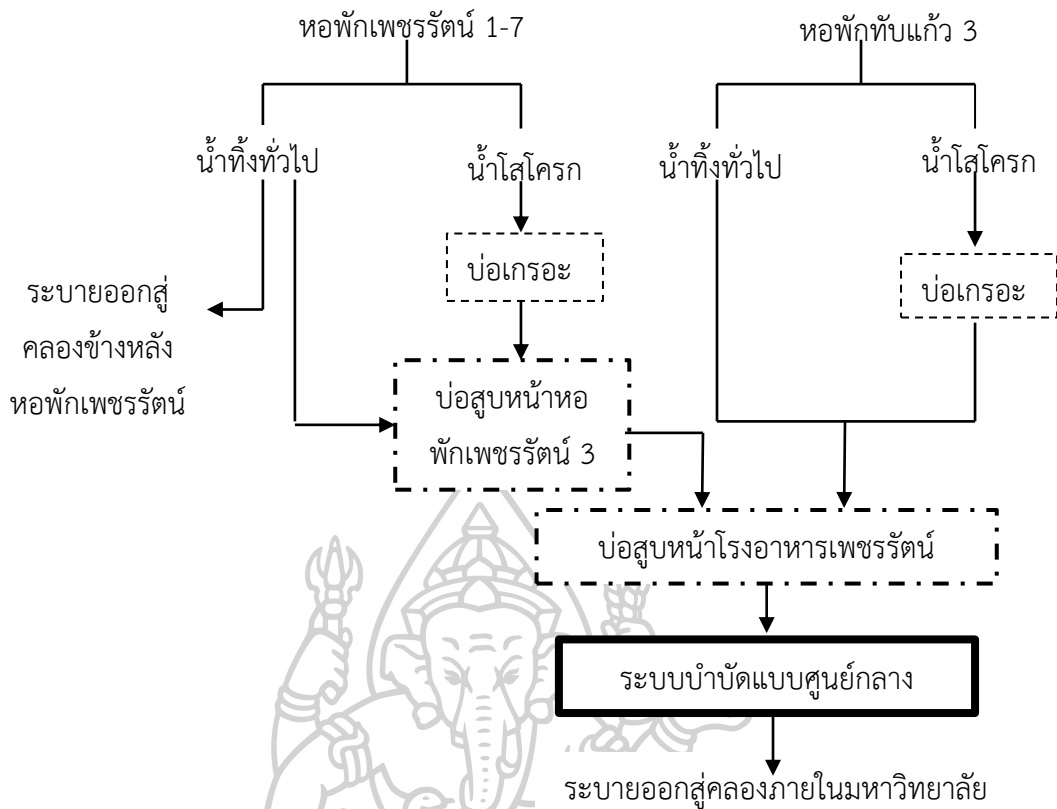 หอพักเพชรรัตน์ 1-7
หอพักทับแก้ว 3
น้ำทิ้งทั่วไป
น้ำโสโครก
น้ำทิ้งทั่วไป
น้ำโสโครก
บ่อเกรอะ
บ่อเกรอะ
ระบายออกสู่
คลองข้างหลัง
หอพักเพชรรัตน์
บ่อสูบหน้าหอ
พักเพชรรัตน์ 3
บ่อสูบหน้าโรงอาหารเพชรรัตน์
ระบบบำบัดแบบศูนย์กลาง
ระบายออกสู่คลองภายในมหาวิทยาลัย